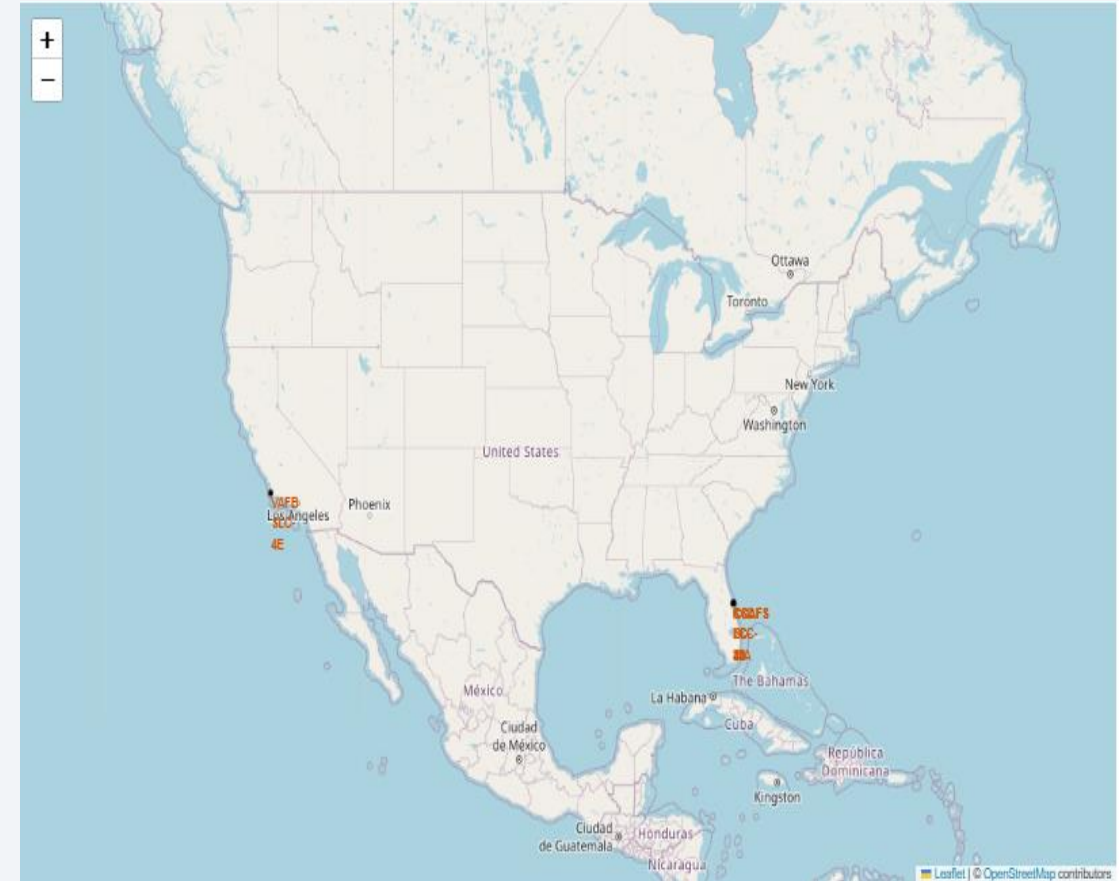 +
−
Ottawa
Toronto
New York
Washington
United States
VAFB
SLC-
4E
Los Angeles
Phoenix
The Bahamas
La Habana
Cuba
México
Ciudad
de México
República
Dominicana
Kingston
Ciudad
de Guatemala
Honduras
Nicaragua
Leaflet | © OpenStreetMap contributors